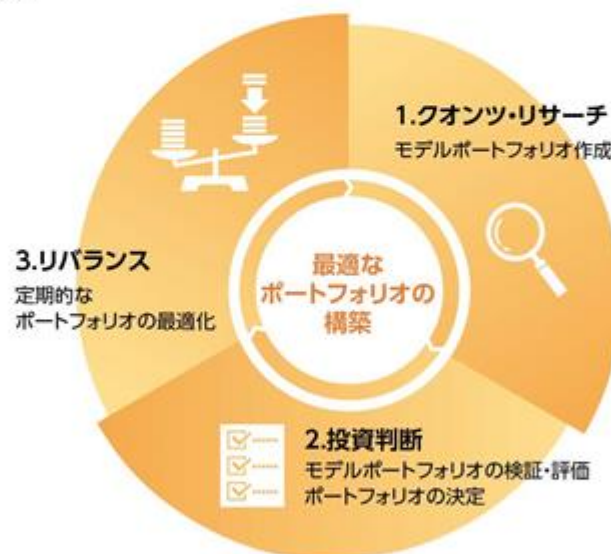 1.クオンツ・リサーチ
モデルポートフォリオ作成
最適な
ポートフォリオの
構築
2.投資判断
モデルポートフォリオの検証・評価
ポートフォリオの決定
3.リバランス
定期的な
ポートフォリオの最適化